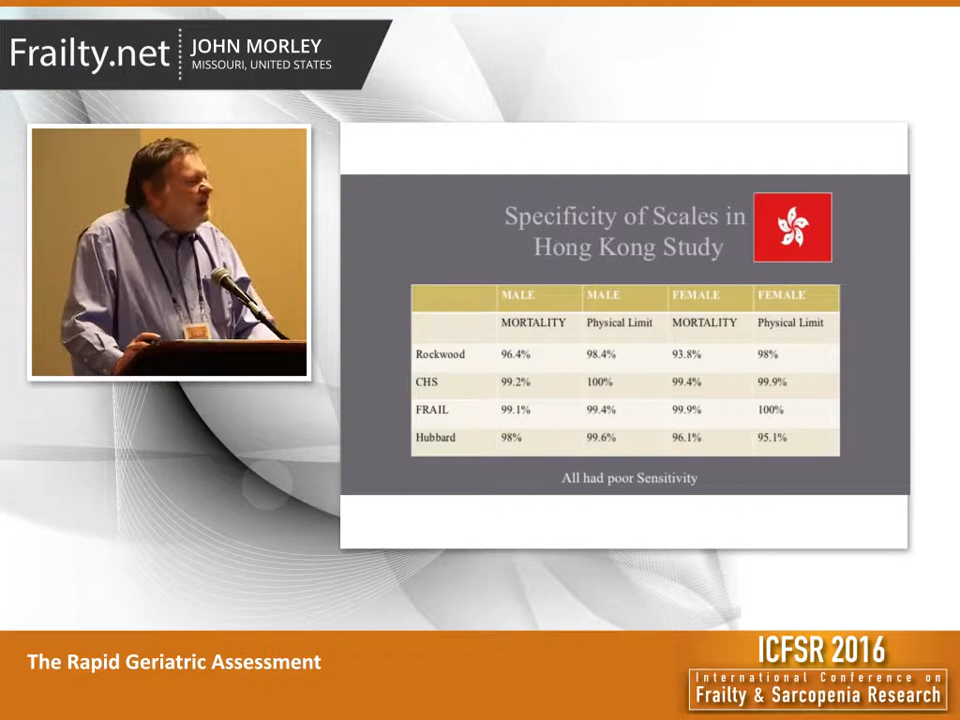 Frailty.net
JOHN MORLEY
MISSOURI, UNITED STATES
Specificity of Scales in
Hong Kong Study
MALE MALE FEMALE FEMALE
MORTALITY Physical Limit MORTALITY Physical Limit
Rockwood 96.4% 98.4% 93.8% 98%
CHS 99.2% 100% 99.4% 99.9%
FRAIL 99.1% 99.4% 99.9% 100%
Hubbard 98% 99.6% 96.1% 95.1%
All had poor Sensitivity
The Rapid Geriatric Assessment
ICFSR 2016
International Conference on
Frailty & Sarcopenia Research